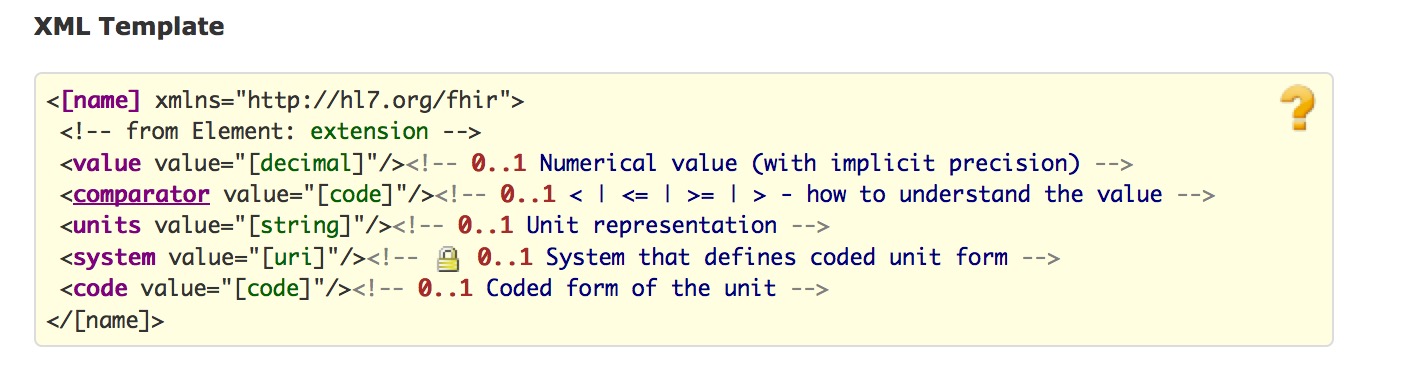 XML Template
<[name] xmlns="http://hl7.org/fhir">
<!-- from Element: extension -->
<value value="[decimal]"/><!-- 0..1 Numerical value (with implicit precision) -->
<comparator value="[code]"/><!-- 0..1 < | <= | >= | > - how to understand the value -->
<units value="[string]"/><!-- 0..1 Unit representation -->
<system value="[uri]"/><!-- 0..1 System that defines coded unit form -->
<code value="[code]"/><!-- 0..1 Coded form of the unit -->
</[name]>